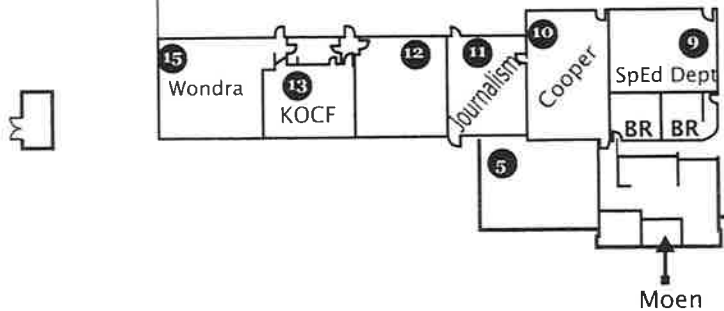 15
Wondra
13
KOCF
12
11
Journalism
10
Cooper
9
SpEd Dept
BR BR
5
Moen